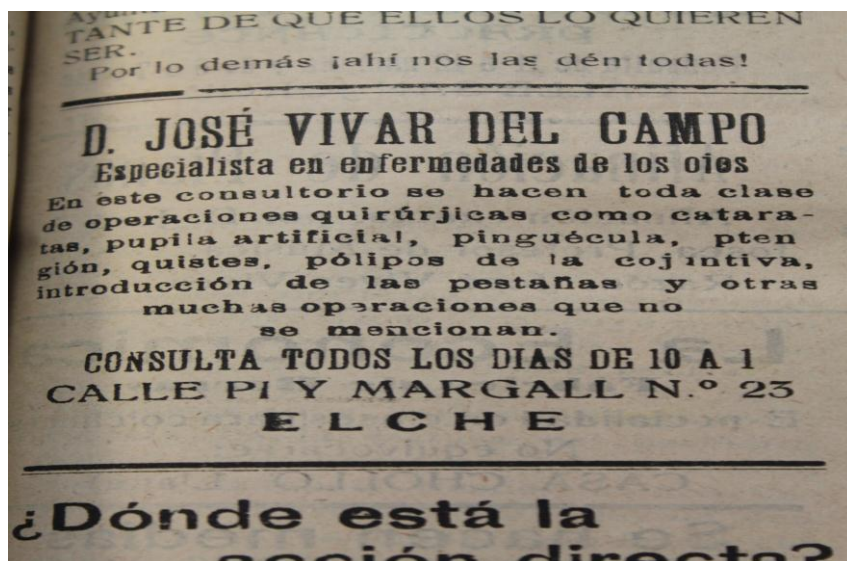 TANTE DE QUE ELLOS LO QUIEREN
SER.
Por lo demás ¡ahí nos las dén todas!
D. JOSÉ VIVAR DEL CAMPO
Especialista en enfermedades de los ojos
En este consultorio se hacen toda clase
de operaciones quirúrjicas como catara-
tas, pupila artificial, pinguécula, pten
gión, quistes, pólipos de la cojintiva,
introducción de las pestañas y otras
muchas operaciones que no
se mencionan.
CONSULTA TODOS LOS DIAS DE 10 A 1
CALLE PI Y MARGALL N.º 23
ELCHE
¿Dónde está la
acción directa?